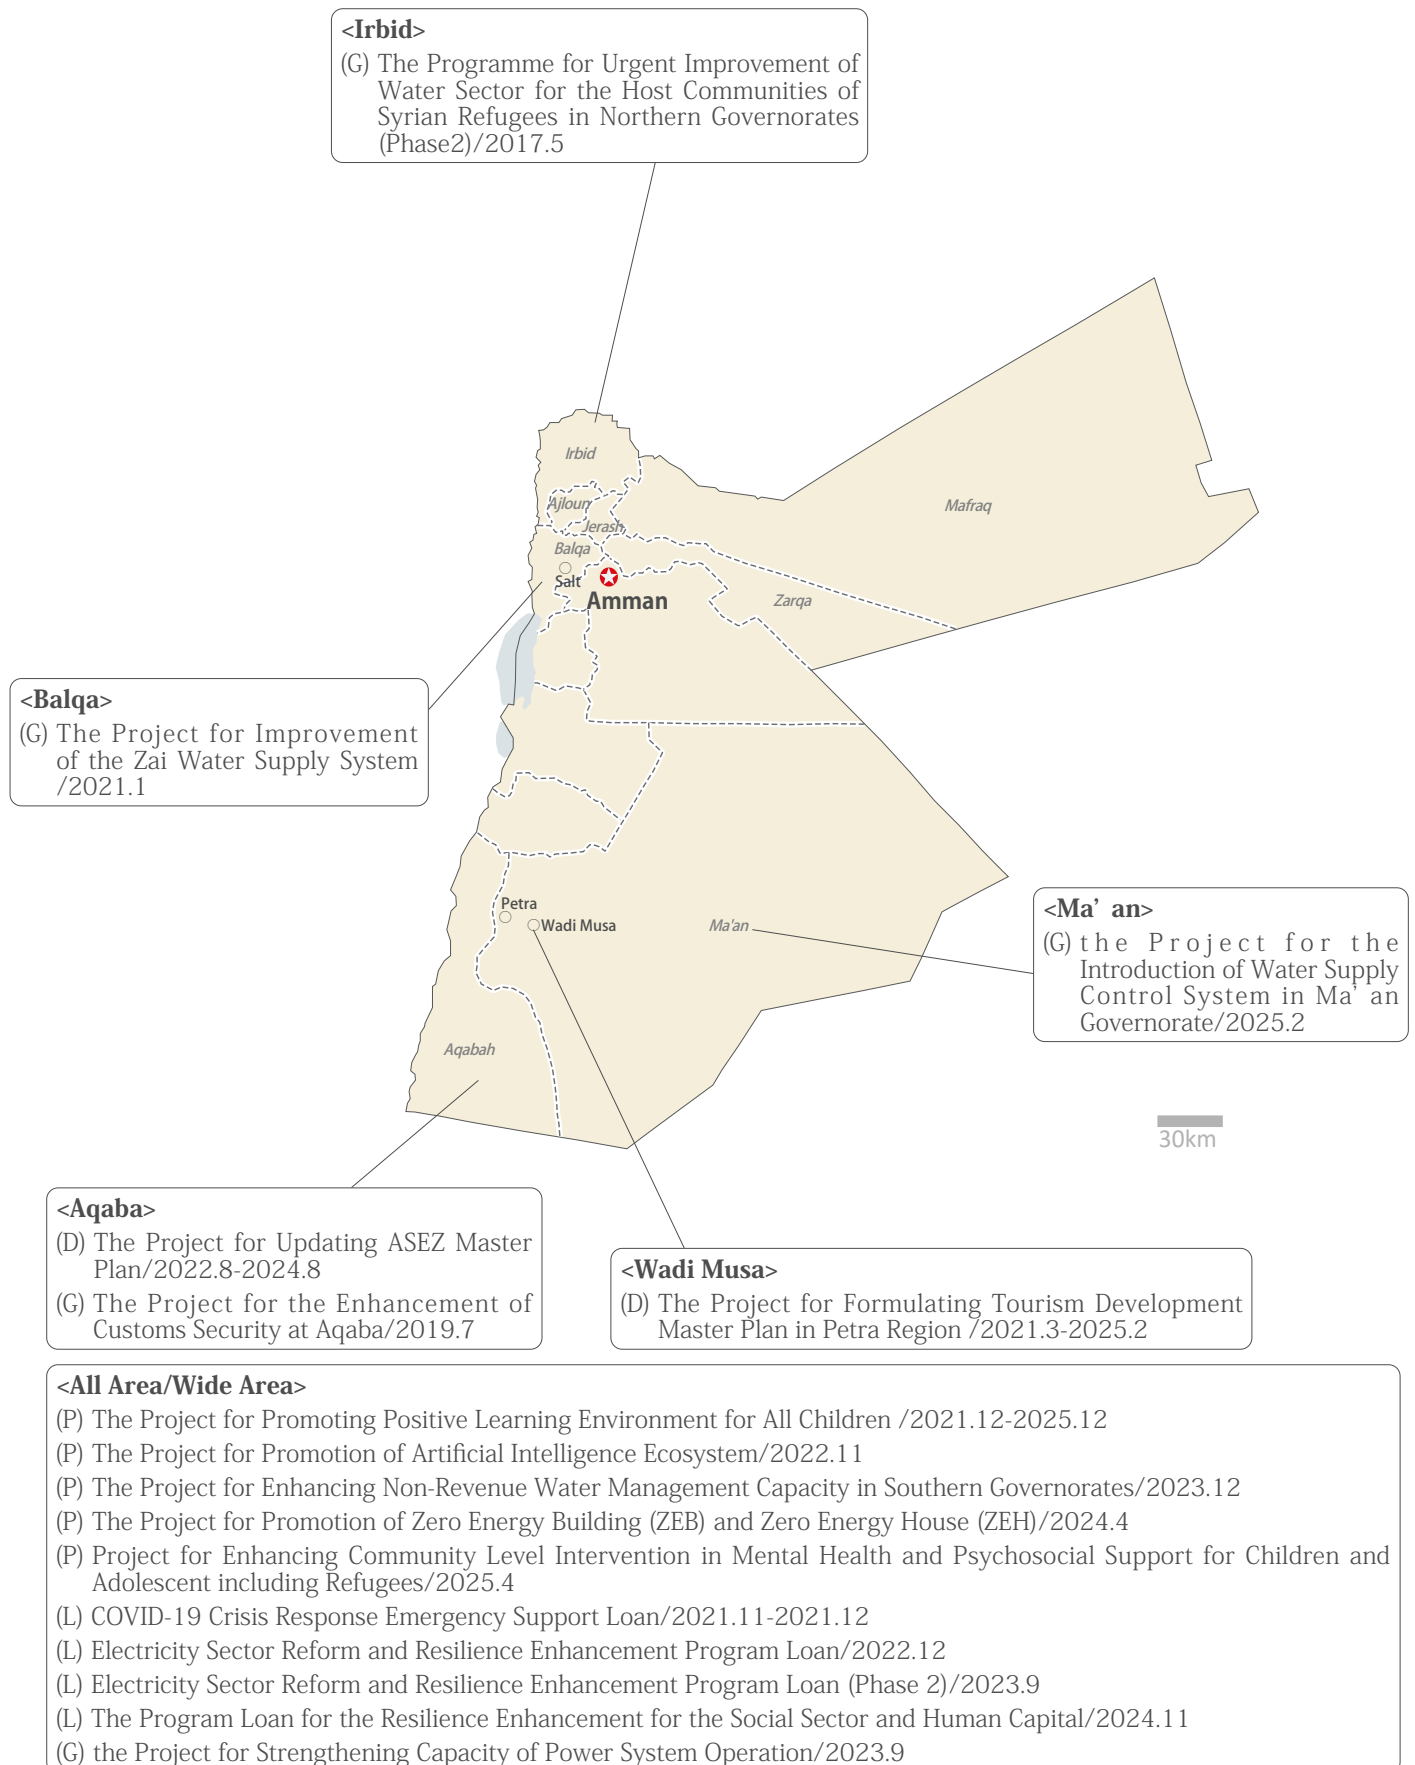 <Irbid>
(G) The Programme for Urgent Improvement of
Water Sector for the Host Communities of
Syrian Refugees in Northern Governorates
(Phase2)/2017.5
Irbid
Ajloun
Jerash
Mafraq
Balqa
Salt
Amman
Zarqa
<Balqa>
(G) The Project for Improvement
of the Zai Water Supply System
/2021.1
Petra
Wadi Musa
Ma'an
<Ma’ an>
(G) the Project for the
Introduction of Water Supply
Control System in Ma’ an
Governorate/2025.2
Aqabah
30km
<Aqaba>
(D) The Project for Updating ASEZ Master
Plan/2022.8-2024.8
(G) The Project for the Enhancement of
Customs Security at Aqaba/2019.7
<Wadi Musa>
(D) The Project for Formulating Tourism Development
Master Plan in Petra Region /2021.3-2025.2
<All Area/Wide Area>
(P) The Project for Promoting Positive Learning Environment for All Children /2021.12-2025.12
(P) The Project for Promotion of Artificial Intelligence Ecosystem/2022.11
(P) The Project for Enhancing Non-Revenue Water Management Capacity in Southern Governorates/2023.12
(P) The Project for Promotion of Zero Energy Building (ZEB) and Zero Energy House (ZEH)/2024.4
(P) Project for Enhancing Community Level Intervention in Mental Health and Psychosocial Support for Children and
Adolescent including Refugees/2025.4
(L) COVID-19 Crisis Response Emergency Support Loan/2021.11-2021.12
(L) Electricity Sector Reform and Resilience Enhancement Program Loan/2022.12
(L) Electricity Sector Reform and Resilience Enhancement Program Loan (Phase 2)/2023.9
(L) The Program Loan for the Resilience Enhancement for the Social Sector and Human Capital/2024.11
(G) the Project for Strengthening Capacity of Power System Operation/2023.9